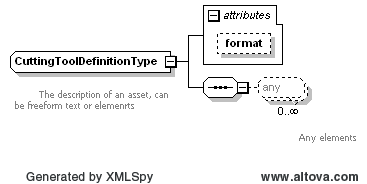 attributes
format
CuttingToolDefinitionType
The description of an asset, can
be freeform text or elemenrts
any
0..∞
Any elements
Generated by XMLSpy
www.altova.com